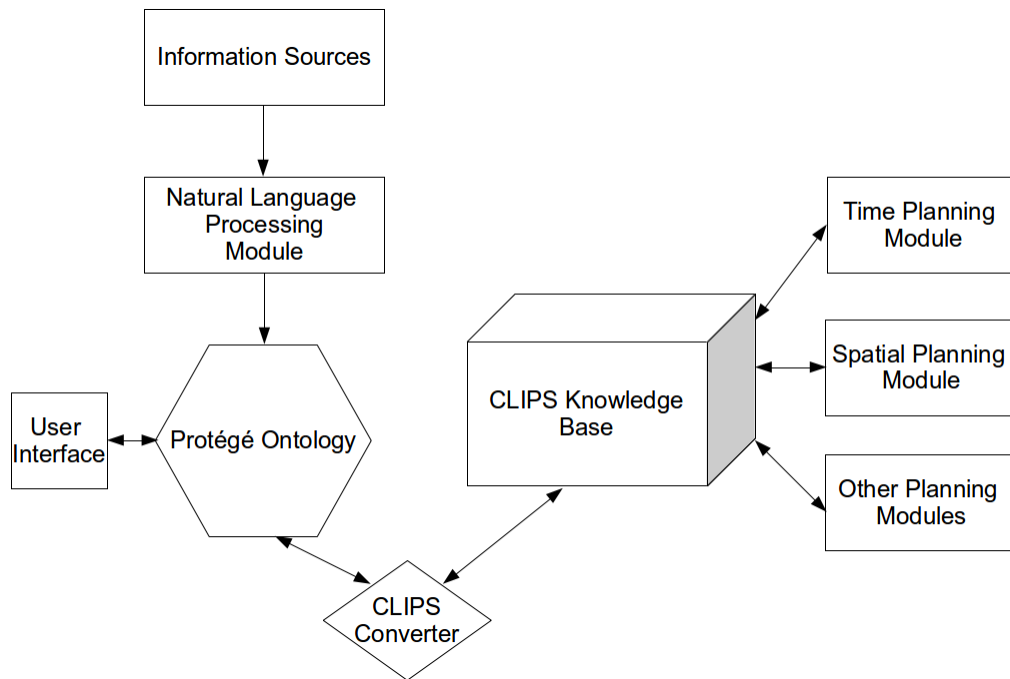 Information Sources
Natural Language
Processing
Module
Time Planning
Module
Spatial Planning
Module
CLIPS Knowledge
Base
User
Interface
Protégé Ontology
Other Planning
Modules
CLIPS
Converter